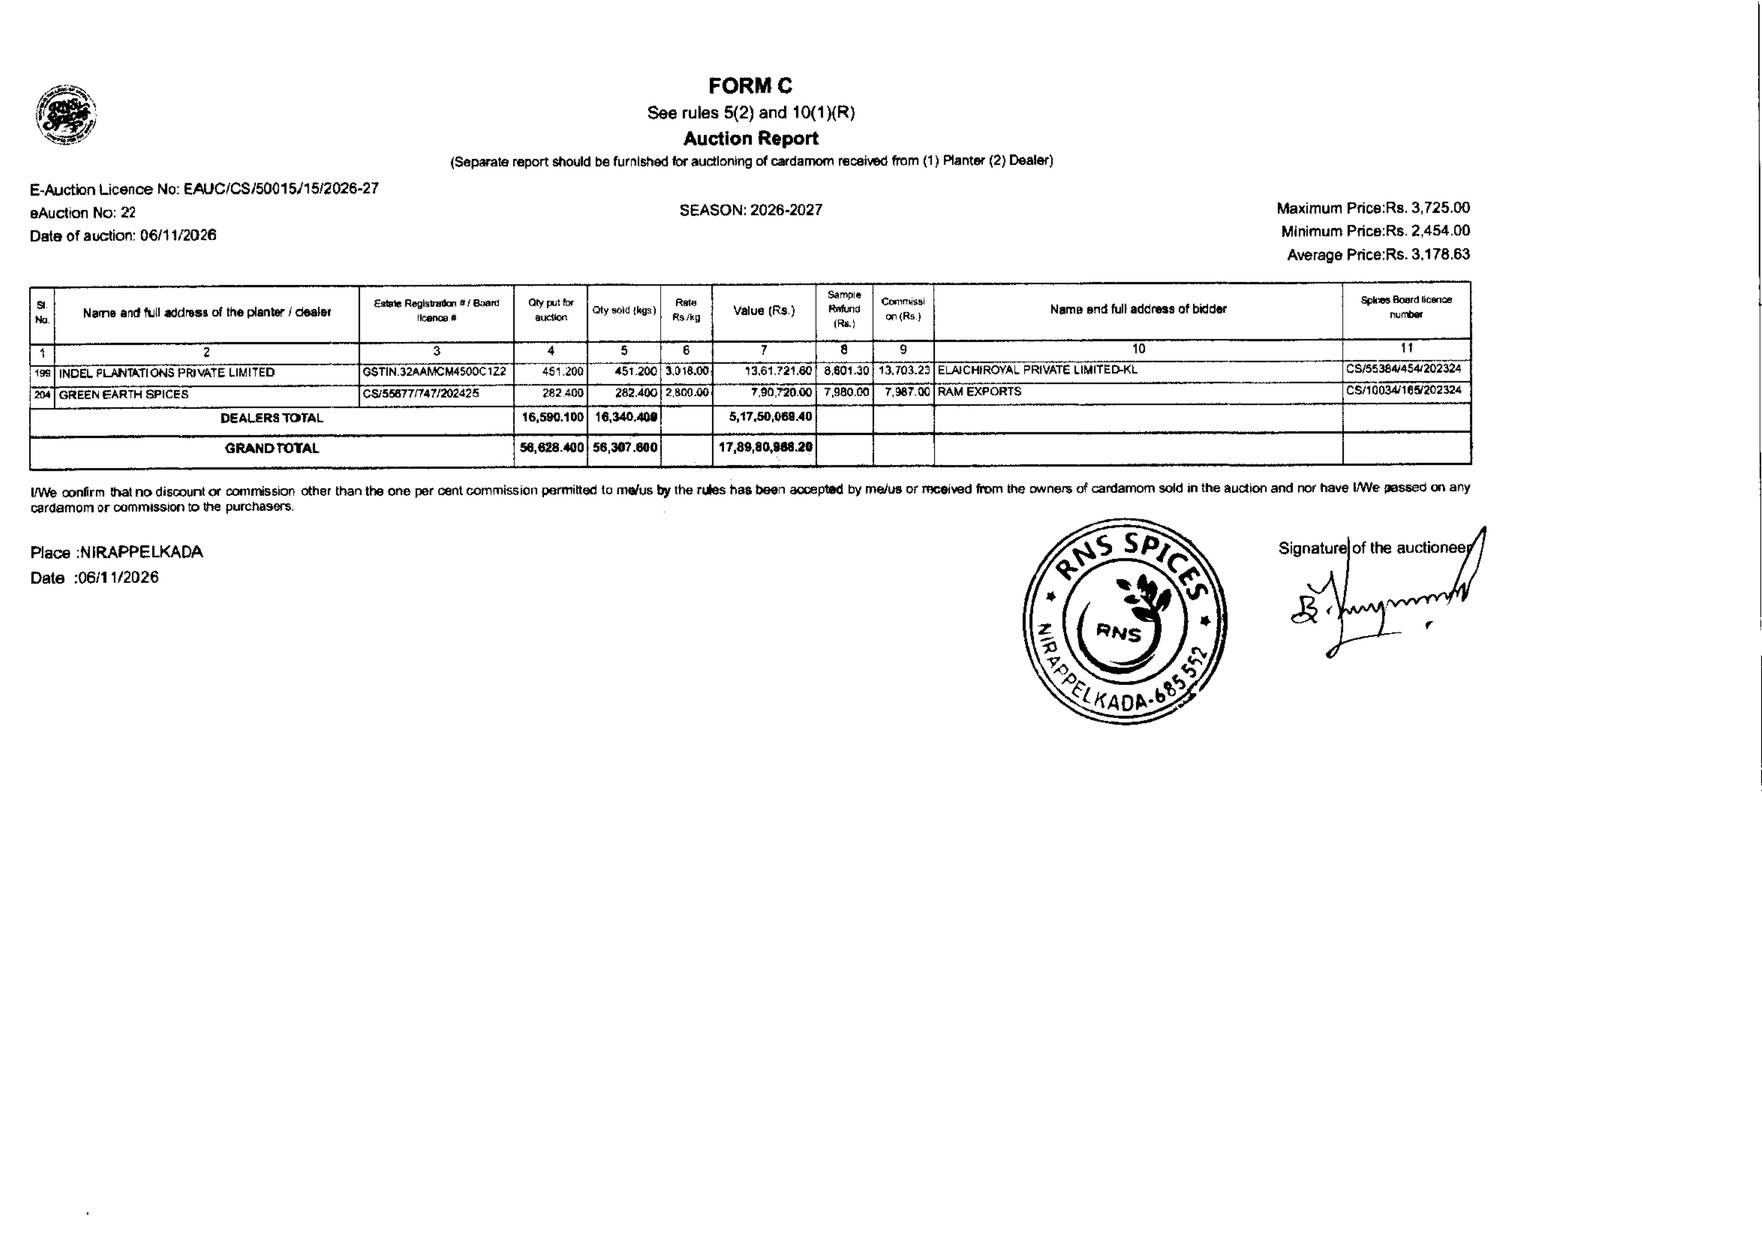 RNS
Spices
FORM C
See rules 5(2) and 10(1)(R)
Auction Report
(Separate report should be furnished for auctioning of cardamom received from (1) Planter (2) Dealer)
E-Auction Licence No: EAUC/CS/50015/15/2026-27
eAuction No: 22
SEASON: 2026-2027
Date of auction: 06/11/2026
Maximum Price:Rs. 3,725.00
Minimum Price:Rs. 2,454.00
Average Price:Rs. 3,178.63
Sl. No. Name and full address of the planter / dealer Estate Registration # / Board licence # Qty put for auction Qty sold (kgs) Rate Rs./kg Value (Rs.) Sample Refund (Rs.) Commission (Rs.) Name and full address of bidder Spices Board licence number
1 2 3 4 5 6 7 8 9 10 11
199 INDEL PLANTATIONS PRIVATE LIMITED GSTIN.32AAMCM4500C1Z2 451.200 451.200 3,018.00 13,61,721.60 8,601.30 13,703.23 ELAICHIROYAL PRIVATE LIMITED-KL CS/55384/454/202324
204 GREEN EARTH SPICES CS/55677/747/202425 282.400 282.400 2,800.00 7,90,720.00 7,980.00 7,987.00 RAM EXPORTS CS/10034/165/202324
DEALERS TOTAL 16,590.100 16,340.400 5,17,50,069.40
GRAND TOTAL 56,628.400 56,307.600 17,89,80,968.20
I/We confirm that no discount or commission other than the one per cent commission permitted to me/us by the rules has been accepted by me/us or received from the owners of cardamom sold in the auction and nor have I/We passed on any
cardamom or commission to the purchasers.
Place :NIRAPPELKADA
Date :06/11/2026
RNS SPICES
RNS
NIRAPPELKADA-685 552
Signature of the auctioneer